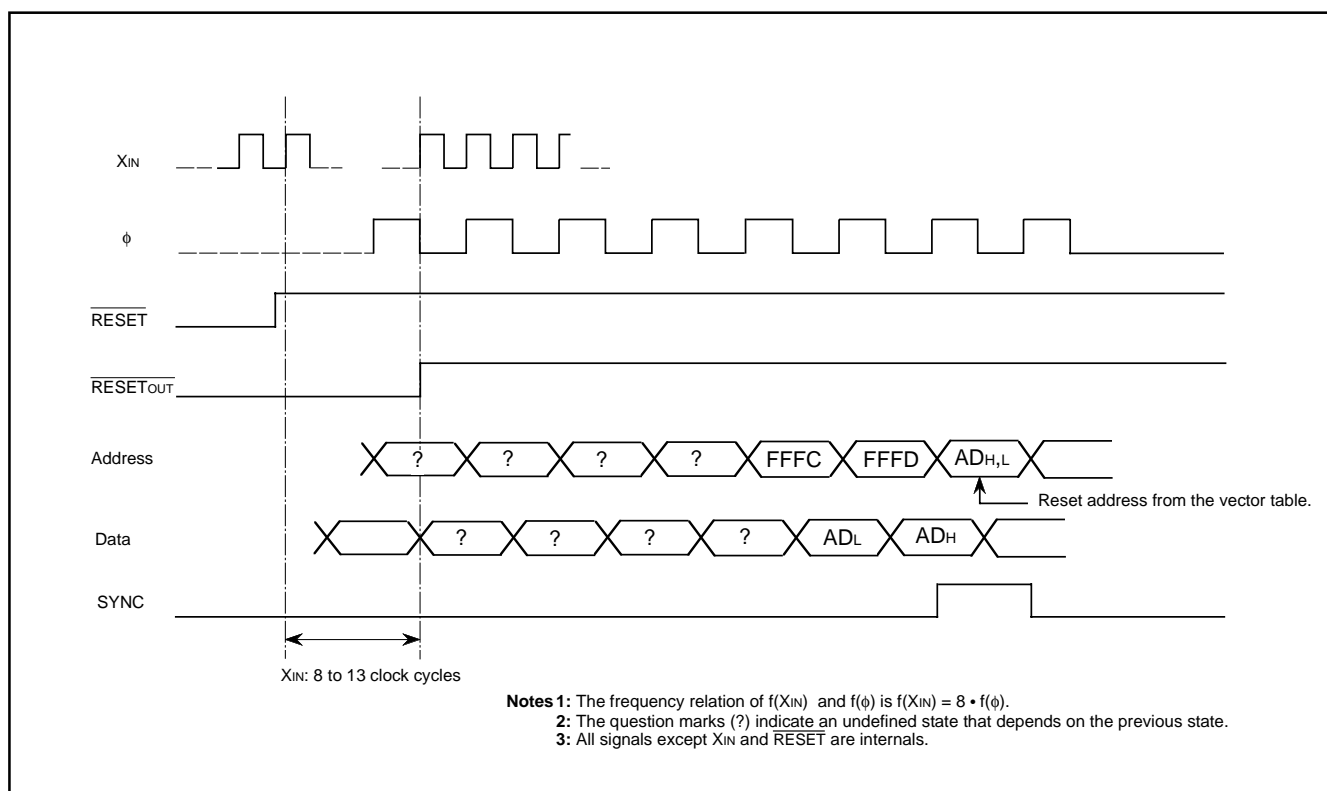 XIN
ϕ
RESET
RESETOUT
Address
? ? ? ? FFFC FFFD ADH,L
Reset address from the vector table.
Data
? ? ? ? ADL ADH
SYNC
XIN: 8 to 13 clock cycles
Notes 1: The frequency relation of f(XIN) and f(ϕ) is f(XIN) = 8 • f(ϕ).
2: The question marks (?) indicate an undefined state that depends on the previous state.
3: All signals except XIN and RESET are internals.